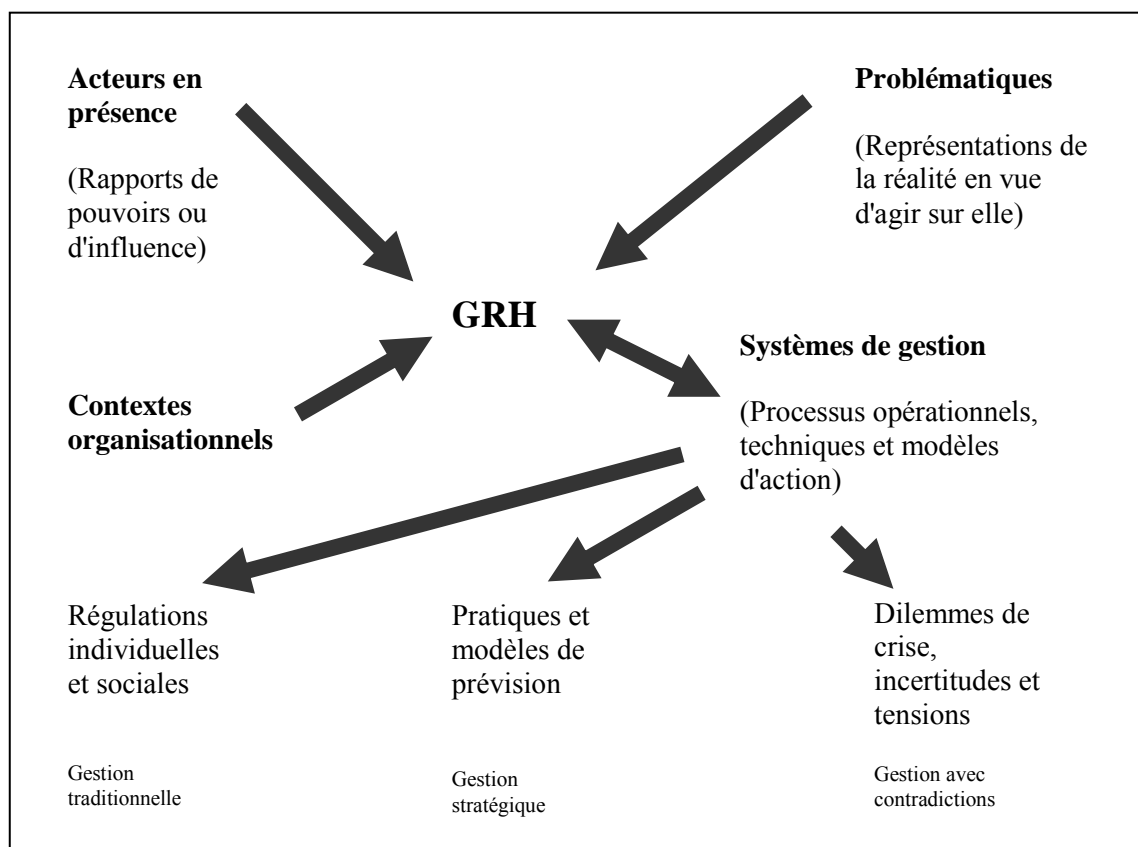 Acteurs en
présence
(Rapports de
pouvoirs ou
d'influence)
Problématiques
(Représentations de
la réalité en vue
d'agir sur elle)
GRH
Contextes
organisationnels
Systèmes de gestion
(Processus opérationnels,
techniques et modèles
d'action)
Régulations
individuelles
et sociales
Pratiques et
modèles de
prévision
Dilemmes de
crise,
incertitudes et
tensions
Gestion
traditionnelle
Gestion
stratégique
Gestion avec
contradictions